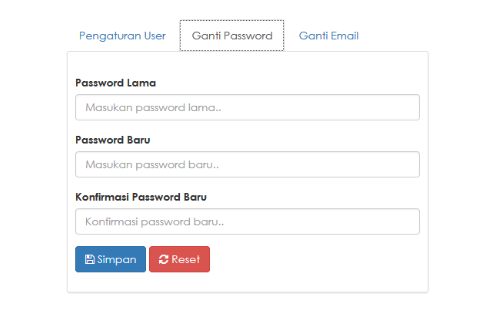 Pengaturan User Ganti Password Ganti Email
Password Lama
Masukan password lama..
Password Baru
Masukan password baru..
Konfirmasi Password Baru
Konfirmasi password baru..
Simpan Reset